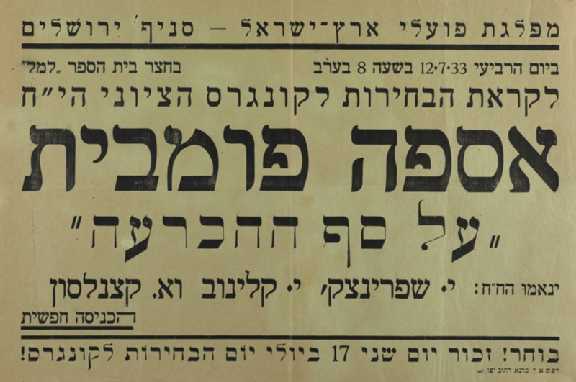 מפלגת פועלי ארץ־ישראל – סניף ירושלים
ביום הרביעי 12.7.33 בשעה 8 בערב בחצר בית הספר „למל"
לקראת הבחירות לקונגרס הציוני הי"ח
אספה פומבית
„על סף ההכרעה"
ינאמו הח"ח: י. שפרינצק, י. קלינוב וא. קצנלסון
הכניסה חפשית
בוחר! זכור יום שני 17 ביולי יום הבחירות לקונגרס!